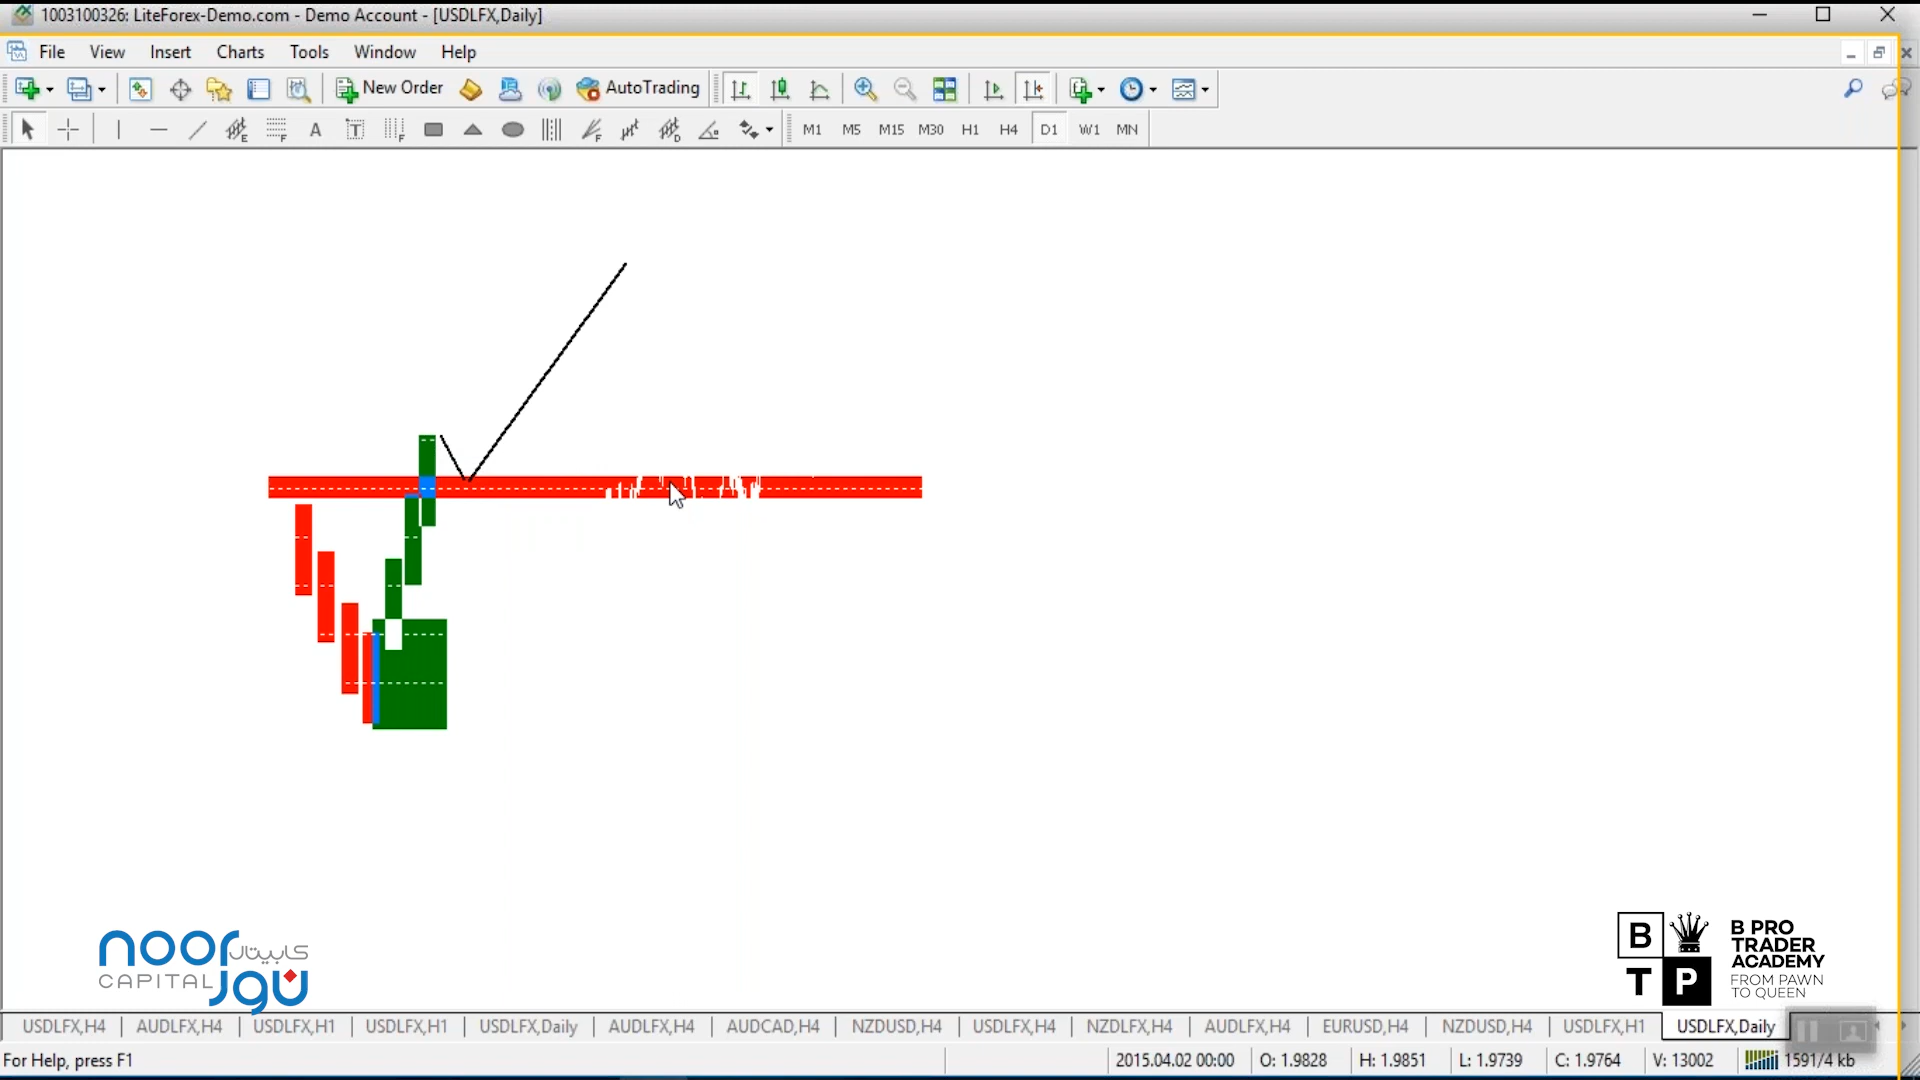 1003100326: LiteForex-Demo.com - Demo Account - [USDLFX,Daily]
File View Insert Charts Tools Window Help
New Order AutoTrading
A T M1 M5 M15 M30 H1 H4 D1 W1 MN
noor كابيتال
CAPITAL نور
B
T P
B PRO
TRADER
ACADEMY
FROM PAWN
TO QUEEN
USDLFX,H4 AUDLFX,H4 USDLFX,H1 USDLFX,H1 USDLFX,Daily AUDLFX,H4 AUDCAD,H4 NZDUSD,H4 USDLFX,H4 NZDLFX,H4 AUDLFX,H4 EURUSD,H4 NZDUSD,H4 USDLFX,H1 USDLFX,Daily
For Help, press F1 2015.04.02 00:00 O: 1.9828 H: 1.9851 L: 1.9739 C: 1.9764 V: 13002 1591/4 kb